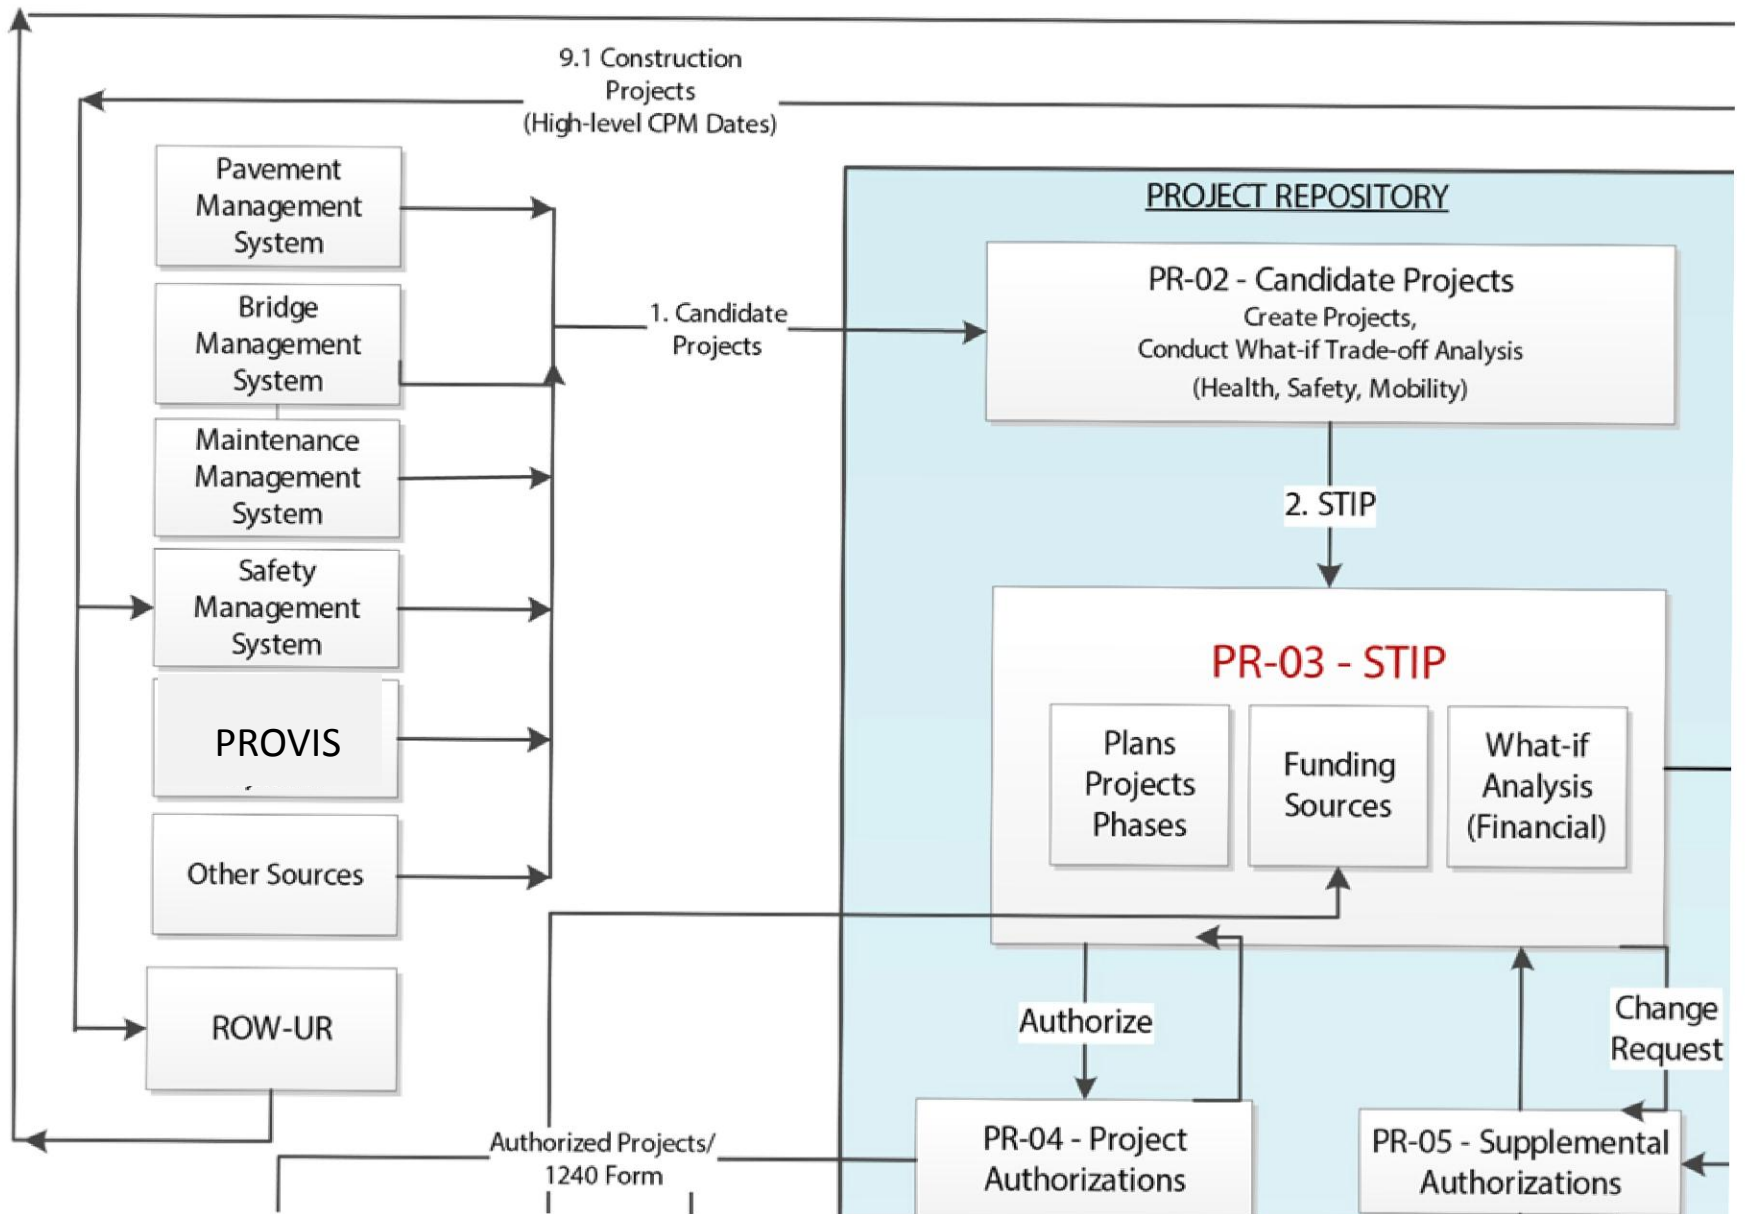 9.1 Construction
Projects
(High-level CPM Dates)
Pavement
Management
System
Bridge
Management
System
Maintenance
Management
System
Safety
Management
System
PROVIS
Other Sources
ROW-UR
1. Candidate
Projects
PROJECT REPOSITORY
PR-02 - Candidate Projects
Create Projects,
Conduct What-if Trade-off Analysis
(Health, Safety, Mobility)
2. STIP
PR-03 - STIP
Plans
Projects
Phases
Funding
Sources
What-if
Analysis
(Financial)
Authorize
Change
Request
Authorized Projects/
1240 Form
PR-04 - Project
Authorizations
PR-05 - Supplemental
Authorizations